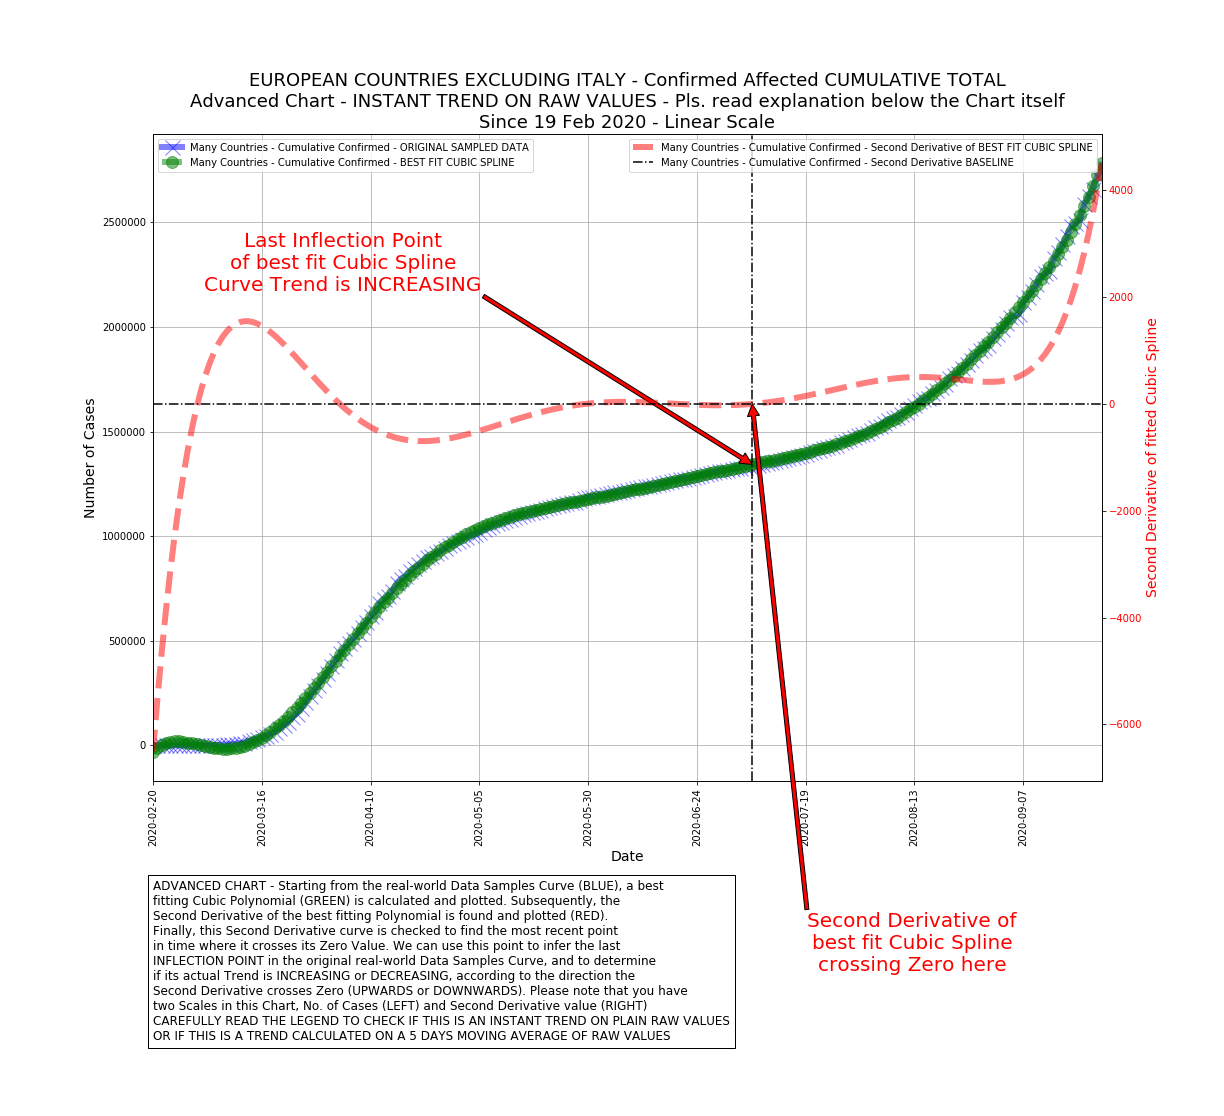 EUROPEAN COUNTRIES EXCLUDING ITALY - Confirmed Affected CUMULATIVE TOTAL
Advanced Chart - INSTANT TREND ON RAW VALUES - Pls. read explanation below the Chart itself
Since 19 Feb 2020 - Linear Scale
Many Countries - Cumulative Confirmed - ORIGINAL SAMPLED DATA
Many Countries - Cumulative Confirmed - BEST FIT CUBIC SPLINE
Many Countries - Cumulative Confirmed - Second Derivative of BEST FIT CUBIC SPLINE
Many Countries - Cumulative Confirmed - Second Derivative BASELINE
Last Inflection Point
of best fit Cubic Spline
Curve Trend is INCREASING
Number of Cases
2500000
2000000
1500000
1000000
500000
0
4000
2000
0
−2000
−4000
−6000
Second Derivative of fitted Cubic Spline
2020-02-20
2020-03-16
2020-04-10
2020-05-05
2020-05-30
2020-06-24
2020-07-19
2020-08-13
2020-09-07
Date
Second Derivative of
best fit Cubic Spline
crossing Zero here
ADVANCED CHART - Starting from the real-world Data Samples Curve (BLUE), a best
fitting Cubic Polynomial (GREEN) is calculated and plotted. Subsequently, the
Second Derivative of the best fitting Polynomial is found and plotted (RED).
Finally, this Second Derivative curve is checked to find the most recent point
in time where it crosses its Zero Value. We can use this point to infer the last
INFLECTION POINT in the original real-world Data Samples Curve, and to determine
if its actual Trend is INCREASING or DECREASING, according to the direction the
Second Derivative crosses Zero (UPWARDS or DOWNWARDS). Please note that you have
two Scales in this Chart, No. of Cases (LEFT) and Second Derivative value (RIGHT)
CAREFULLY READ THE LEGEND TO CHECK IF THIS IS AN INSTANT TREND ON PLAIN RAW VALUES
OR IF THIS IS A TREND CALCULATED ON A 5 DAYS MOVING AVERAGE OF RAW VALUES